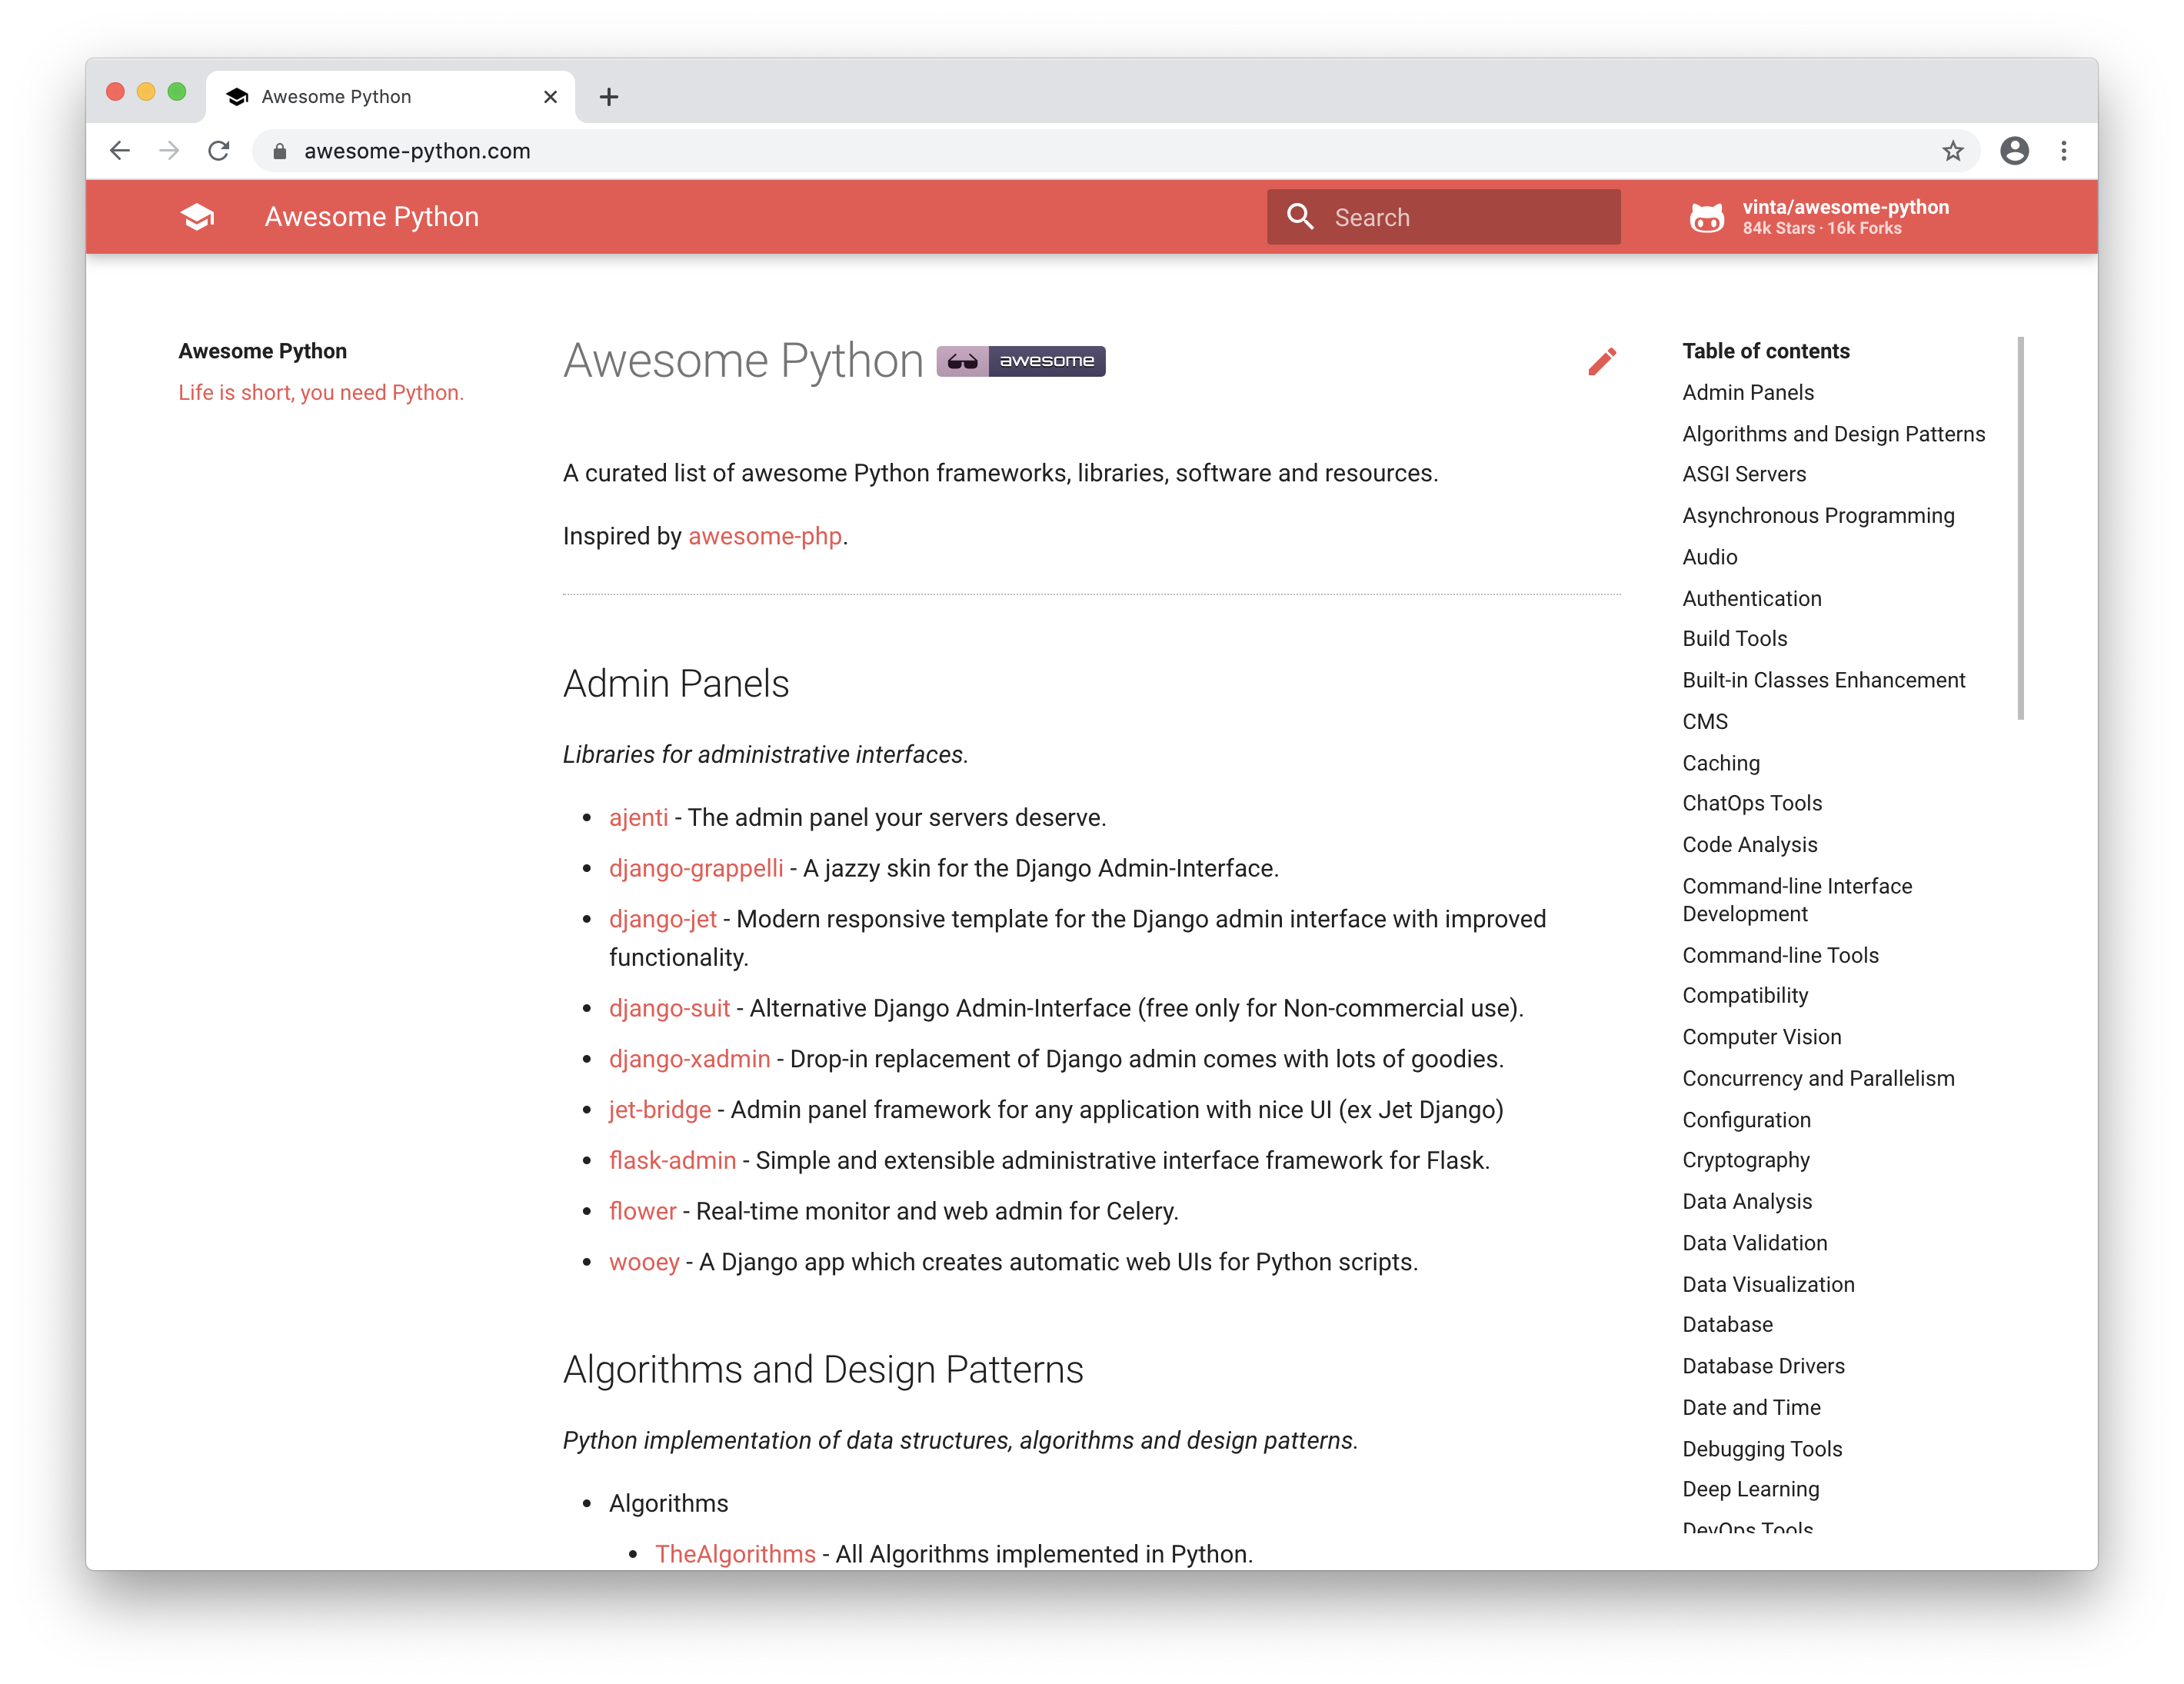 Awesome Python
awesome-python.com
Awesome Python
Search
vinta/awesome-python
84k Stars · 16k Forks
Awesome Python
Life is short, you need Python.
Awesome Python awesome
A curated list of awesome Python frameworks, libraries, software and resources.
Inspired by awesome-php.
Admin Panels
Libraries for administrative interfaces.
• ajenti - The admin panel your servers deserve.
• django-grappelli - A jazzy skin for the Django Admin-Interface.
• django-jet - Modern responsive template for the Django admin interface with improved
functionality.
• django-suit - Alternative Django Admin-Interface (free only for Non-commercial use).
• django-xadmin - Drop-in replacement of Django admin comes with lots of goodies.
• jet-bridge - Admin panel framework for any application with nice UI (ex Jet Django)
• flask-admin - Simple and extensible administrative interface framework for Flask.
• flower - Real-time monitor and web admin for Celery.
• wooey - A Django app which creates automatic web UIs for Python scripts.
Algorithms and Design Patterns
Python implementation of data structures, algorithms and design patterns.
• Algorithms
• TheAlgorithms - All Algorithms implemented in Python.
Table of contents
Admin Panels
Algorithms and Design Patterns
ASGI Servers
Asynchronous Programming
Audio
Authentication
Build Tools
Built-in Classes Enhancement
CMS
Caching
ChatOps Tools
Code Analysis
Command-line Interface
Development
Command-line Tools
Compatibility
Computer Vision
Concurrency and Parallelism
Configuration
Cryptography
Data Analysis
Data Validation
Data Visualization
Database
Database Drivers
Date and Time
Debugging Tools
Deep Learning
DevOps Tools